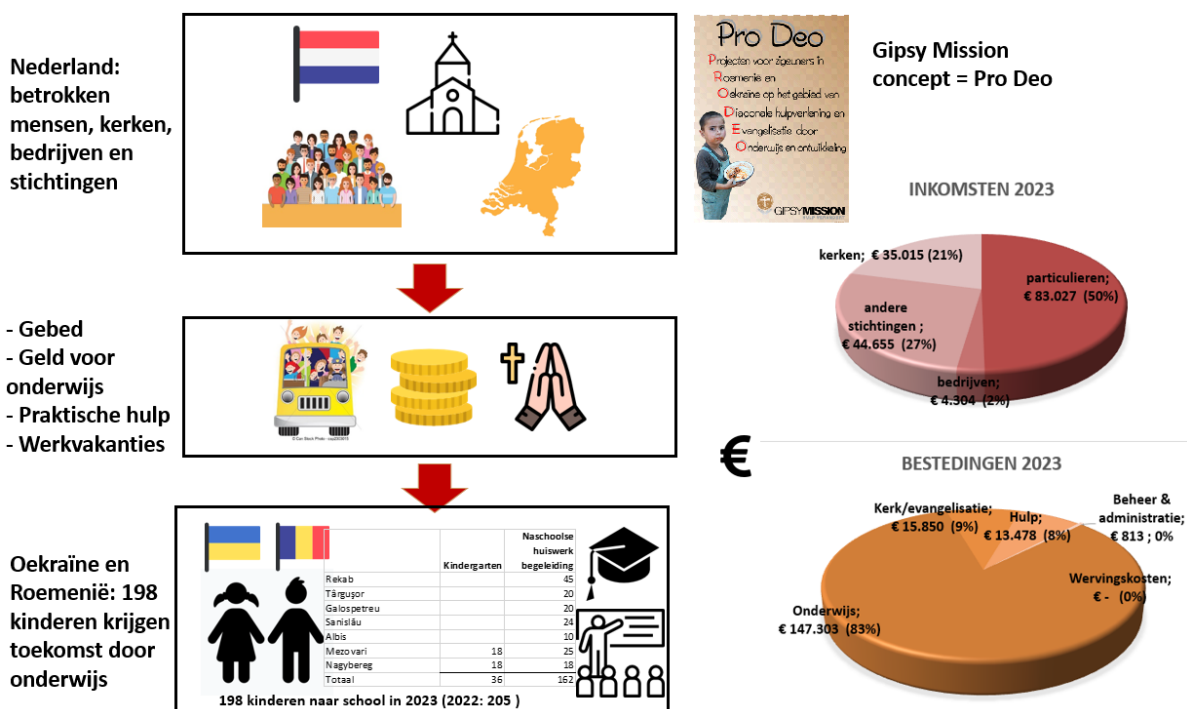 Nederland:
betrokken
mensen, kerken,
bedrijven en
stichtingen
Pro Deo
Projecten voor zigeuners in
Roemenie en
Oekraïne op het gebied van
Diaconale hulpverlening en
Evangelisatie door
Onderwijs en ontwikkeling
GIPSYMISSION
Gipsy Mission
concept = Pro Deo
- Gebed
- Geld voor
onderwijs
- Praktische hulp
- Werkvakanties
© Can Stock Photo
INKOMSTEN 2023
kerken; € 35.015 (21%)
particulieren;
€ 83.027 (50%)
andere
stichtingen ;
€ 44.655 (27%)
bedrijven;
€ 4.304 (2%)
€
BESTEDINGEN 2023
Kerk/evangelisatie;
€ 15.850 (9%)
Hulp;
€ 13.478 (8%)
Beheer &
administratie;
€ 813 ; 0%
Wervingskosten;
€ - (0%)
Onderwijs;
€ 147.303 (83%)
Oekraïne en
Roemenië: 198
kinderen krijgen
toekomst door
onderwijs
Naschoolse
huiswerk
Kindergarten begeleiding
Rekab 45
Târguşor 20
Galospetreu 20
Sanislău 24
Albis 10
Mezovari 18 25
Nagybereg 18 18
Totaal 36 162
198 kinderen naar school in 2023 (2022: 205 )